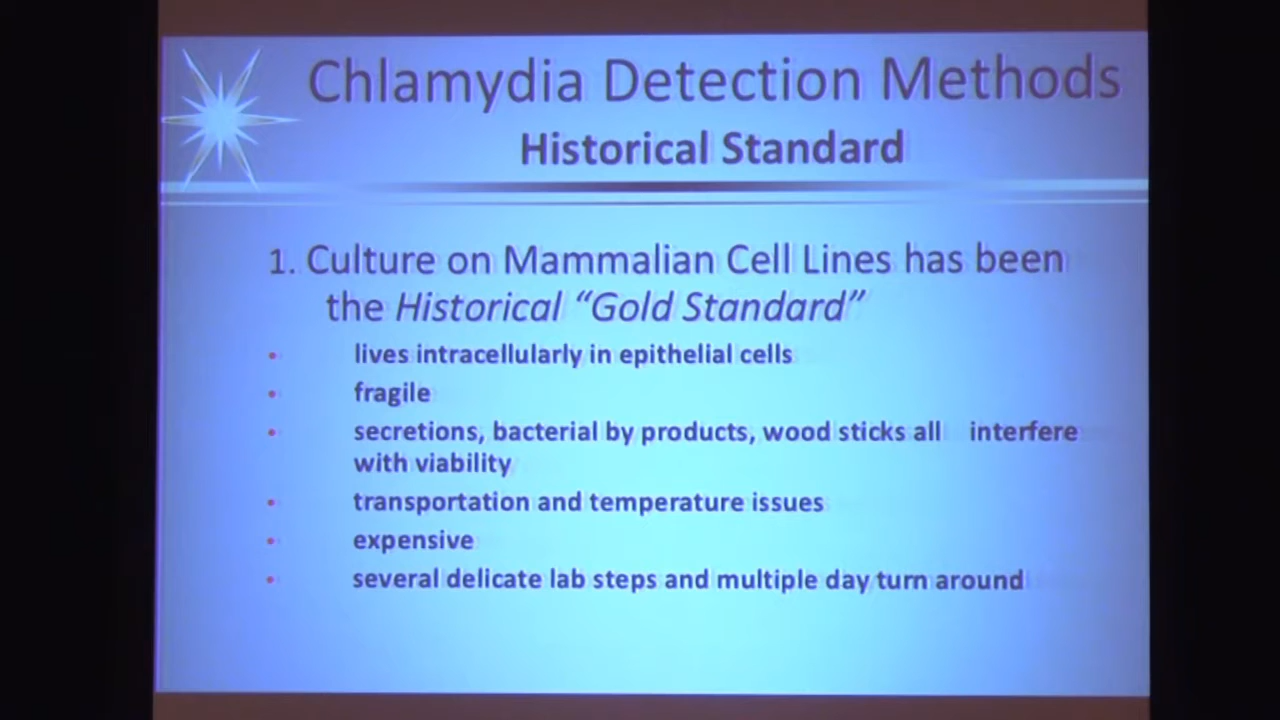 Chlamydia Detection Methods
Historical Standard
1. Culture on Mammalian Cell Lines has been
the Historical “Gold Standard”
• lives intracellularly in epithelial cells
• fragile
• secretions, bacterial by products, wood sticks all interfere
with viability
• transportation and temperature issues
• expensive
• several delicate lab steps and multiple day turn around